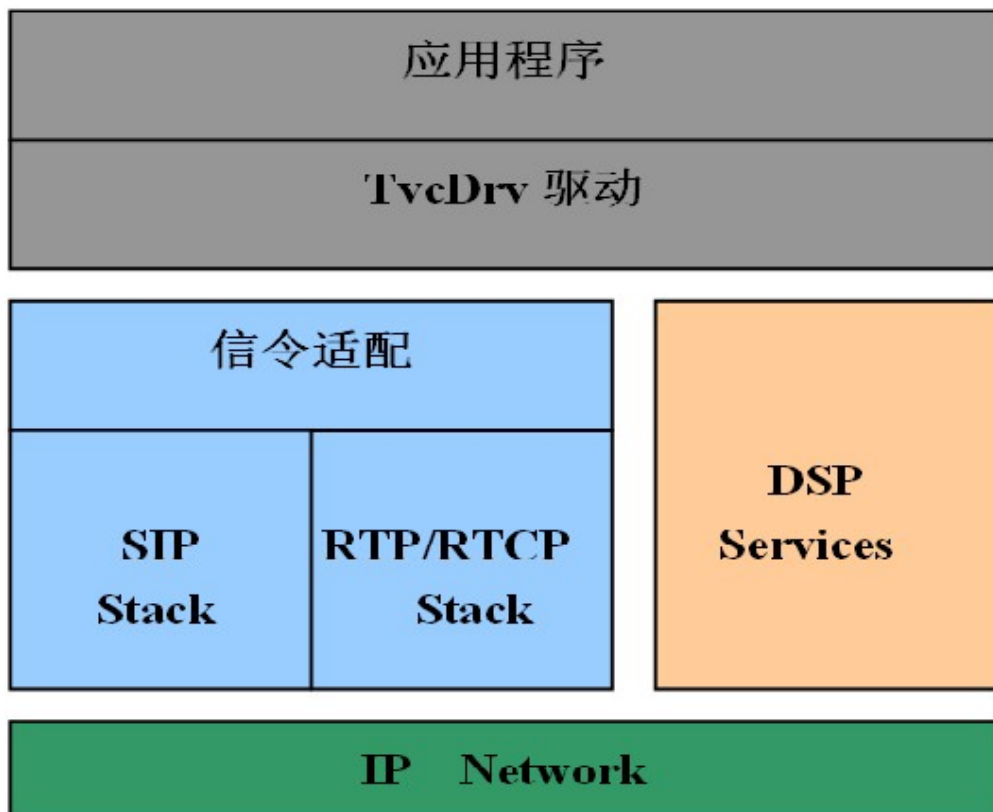 应用程序
TvcDrv 驱动
信令适配
SIP
Stack
RTP/RTCP
Stack
DSP
Services
IP Network